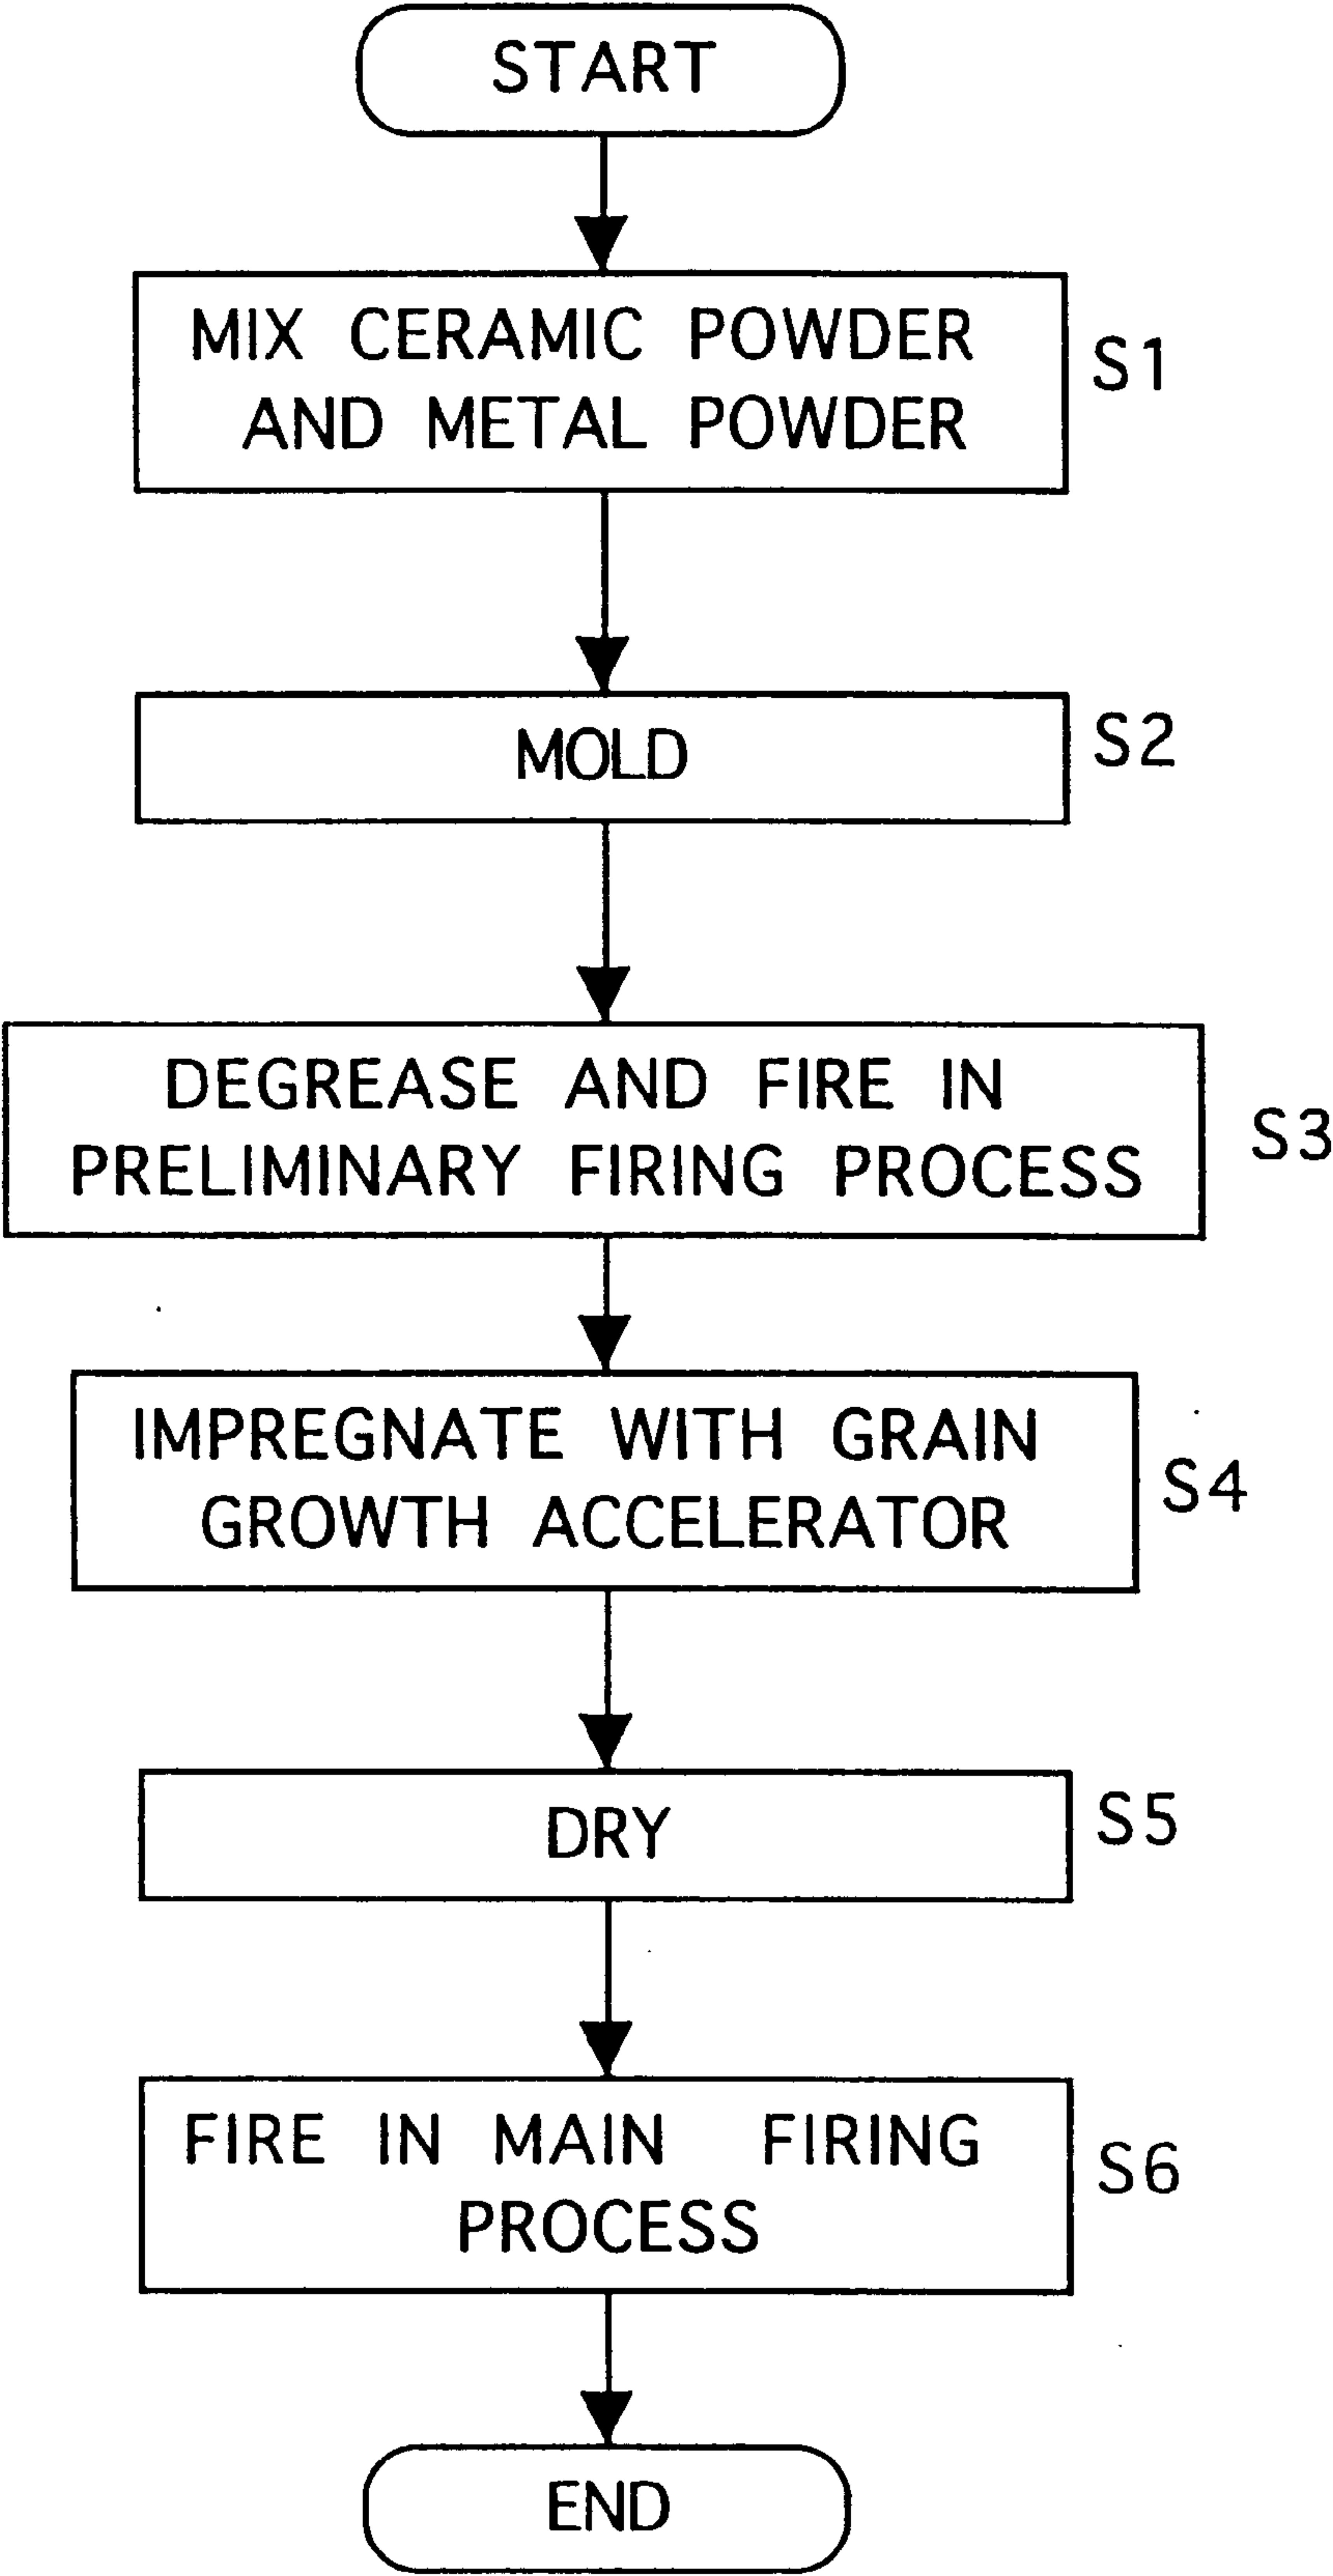 START
MIX CERAMIC POWDER
AND METAL POWDER
S1
MOLD
S2
DEGREASE AND FIRE IN
PRELIMINARY FIRING PROCESS
S3
IMPREGNATE WITH GRAIN
GROWTH ACCELERATOR
S4
DRY
S5
FIRE IN MAIN FIRING
PROCESS
S6
END